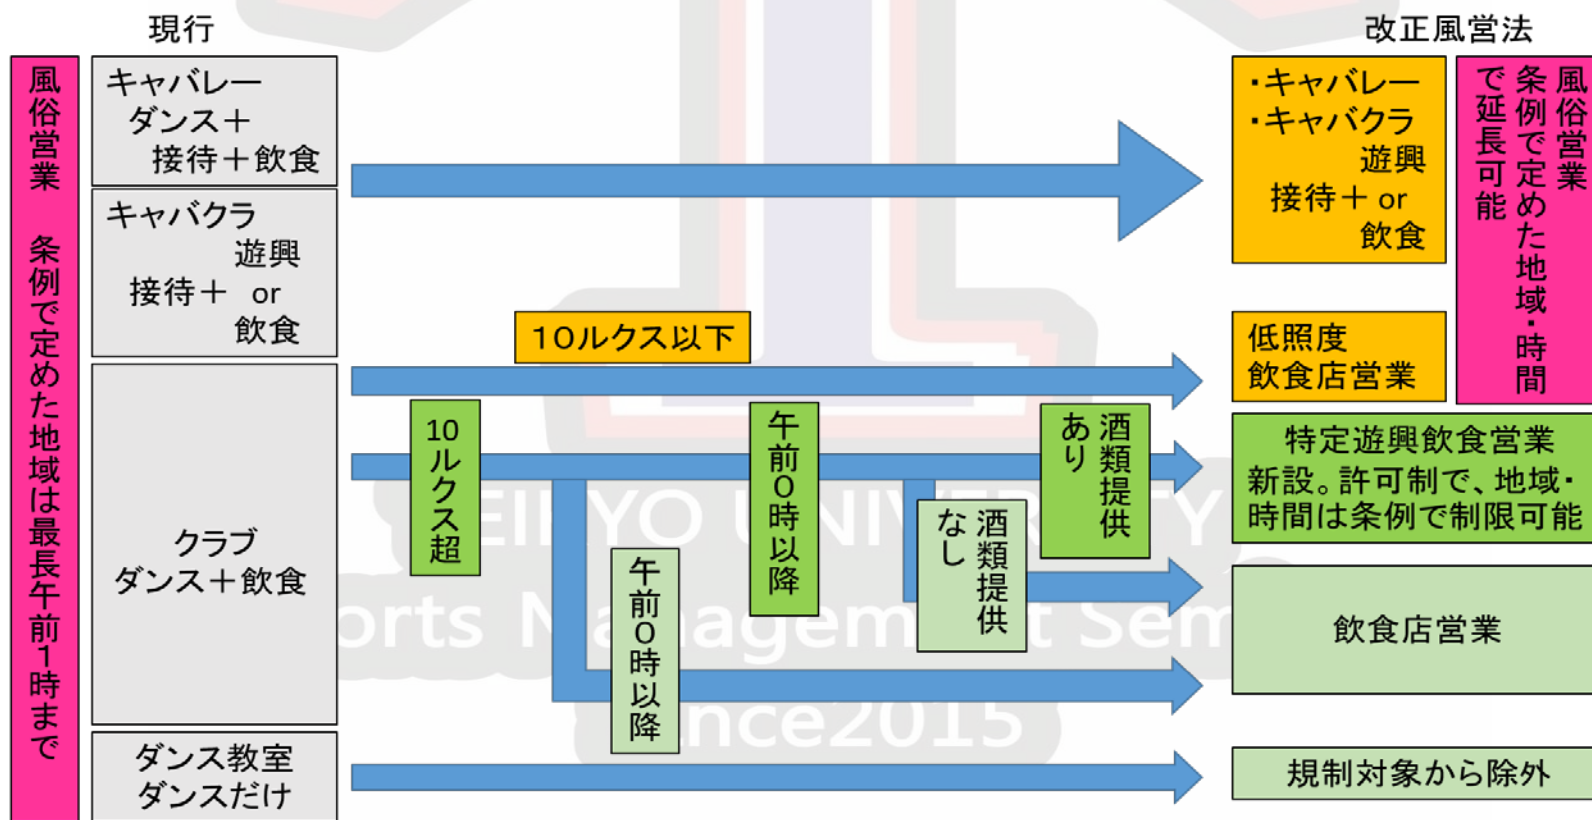 現行
改正風営法
風俗営業 条例で定めた地域は最長午前1時まで
キャバレー
ダンス＋
接待＋飲食
キャバクラ
遊興
接待＋ or
飲食
クラブ
ダンス＋飲食
ダンス教室
ダンスだけ
10ルクス以下
10ルクス超
午前0時以降
午前0時以降
酒類提供
なし
酒類提供
あり
・キャバレー
・キャバクラ
遊興
接待＋ or
飲食
風俗営業
条例で定めた地域・時間
で延長可能
低照度
飲食店営業
特定遊興飲食営業
新設。許可制で、地域・
時間は条例で制限可能
飲食店営業
規制対象から除外
UNIVERSITY